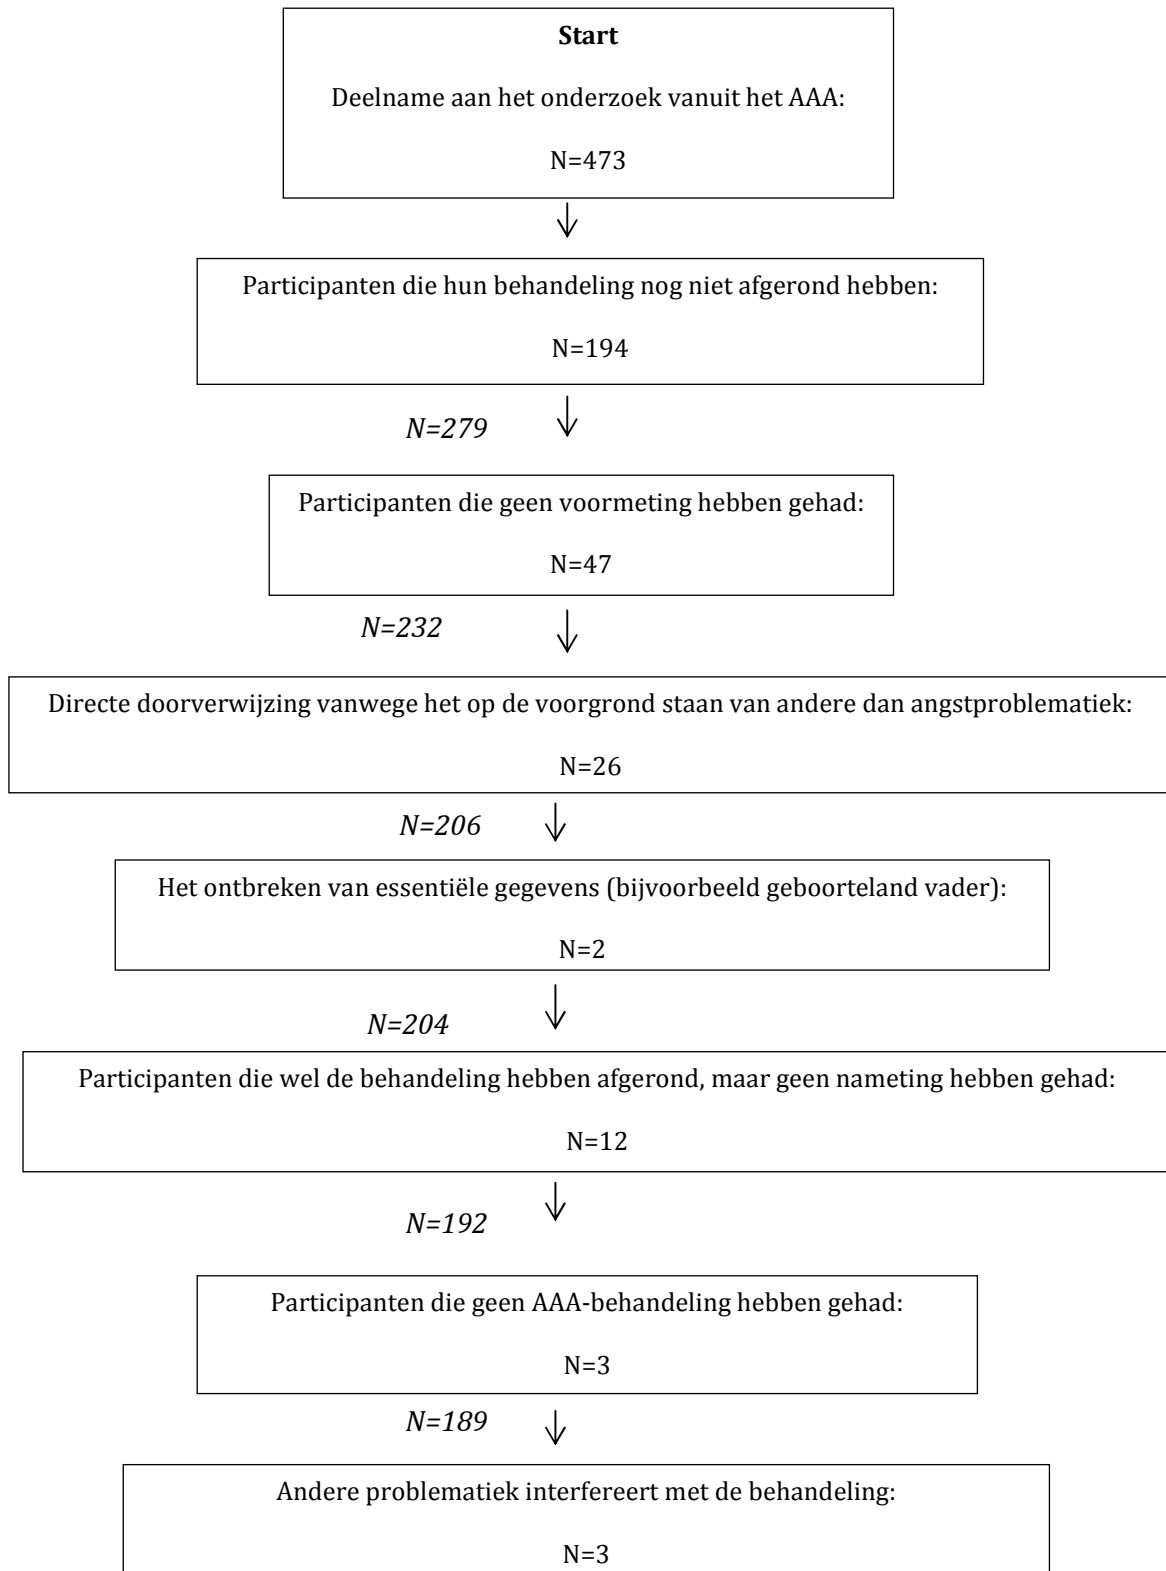 Start
Deelname aan het onderzoek vanuit het AAA:
N=473
Participanten die hun behandeling nog niet afgerond hebben:
N=194
N=279
Participanten die geen voormeting hebben gehad:
N=47
N=232
Directe doorverwijzing vanwege het op de voorgrond staan van andere dan angstproblematiek:
N=26
N=206
Het ontbreken van essentiële gegevens (bijvoorbeeld geboorteland vader):
N=2
N=204
Participanten die wel de behandeling hebben afgerond, maar geen nameting hebben gehad:
N=12
N=192
Participanten die geen AAA-behandeling hebben gehad:
N=3
N=189
Andere problematiek interfereert met de behandeling:
N=3